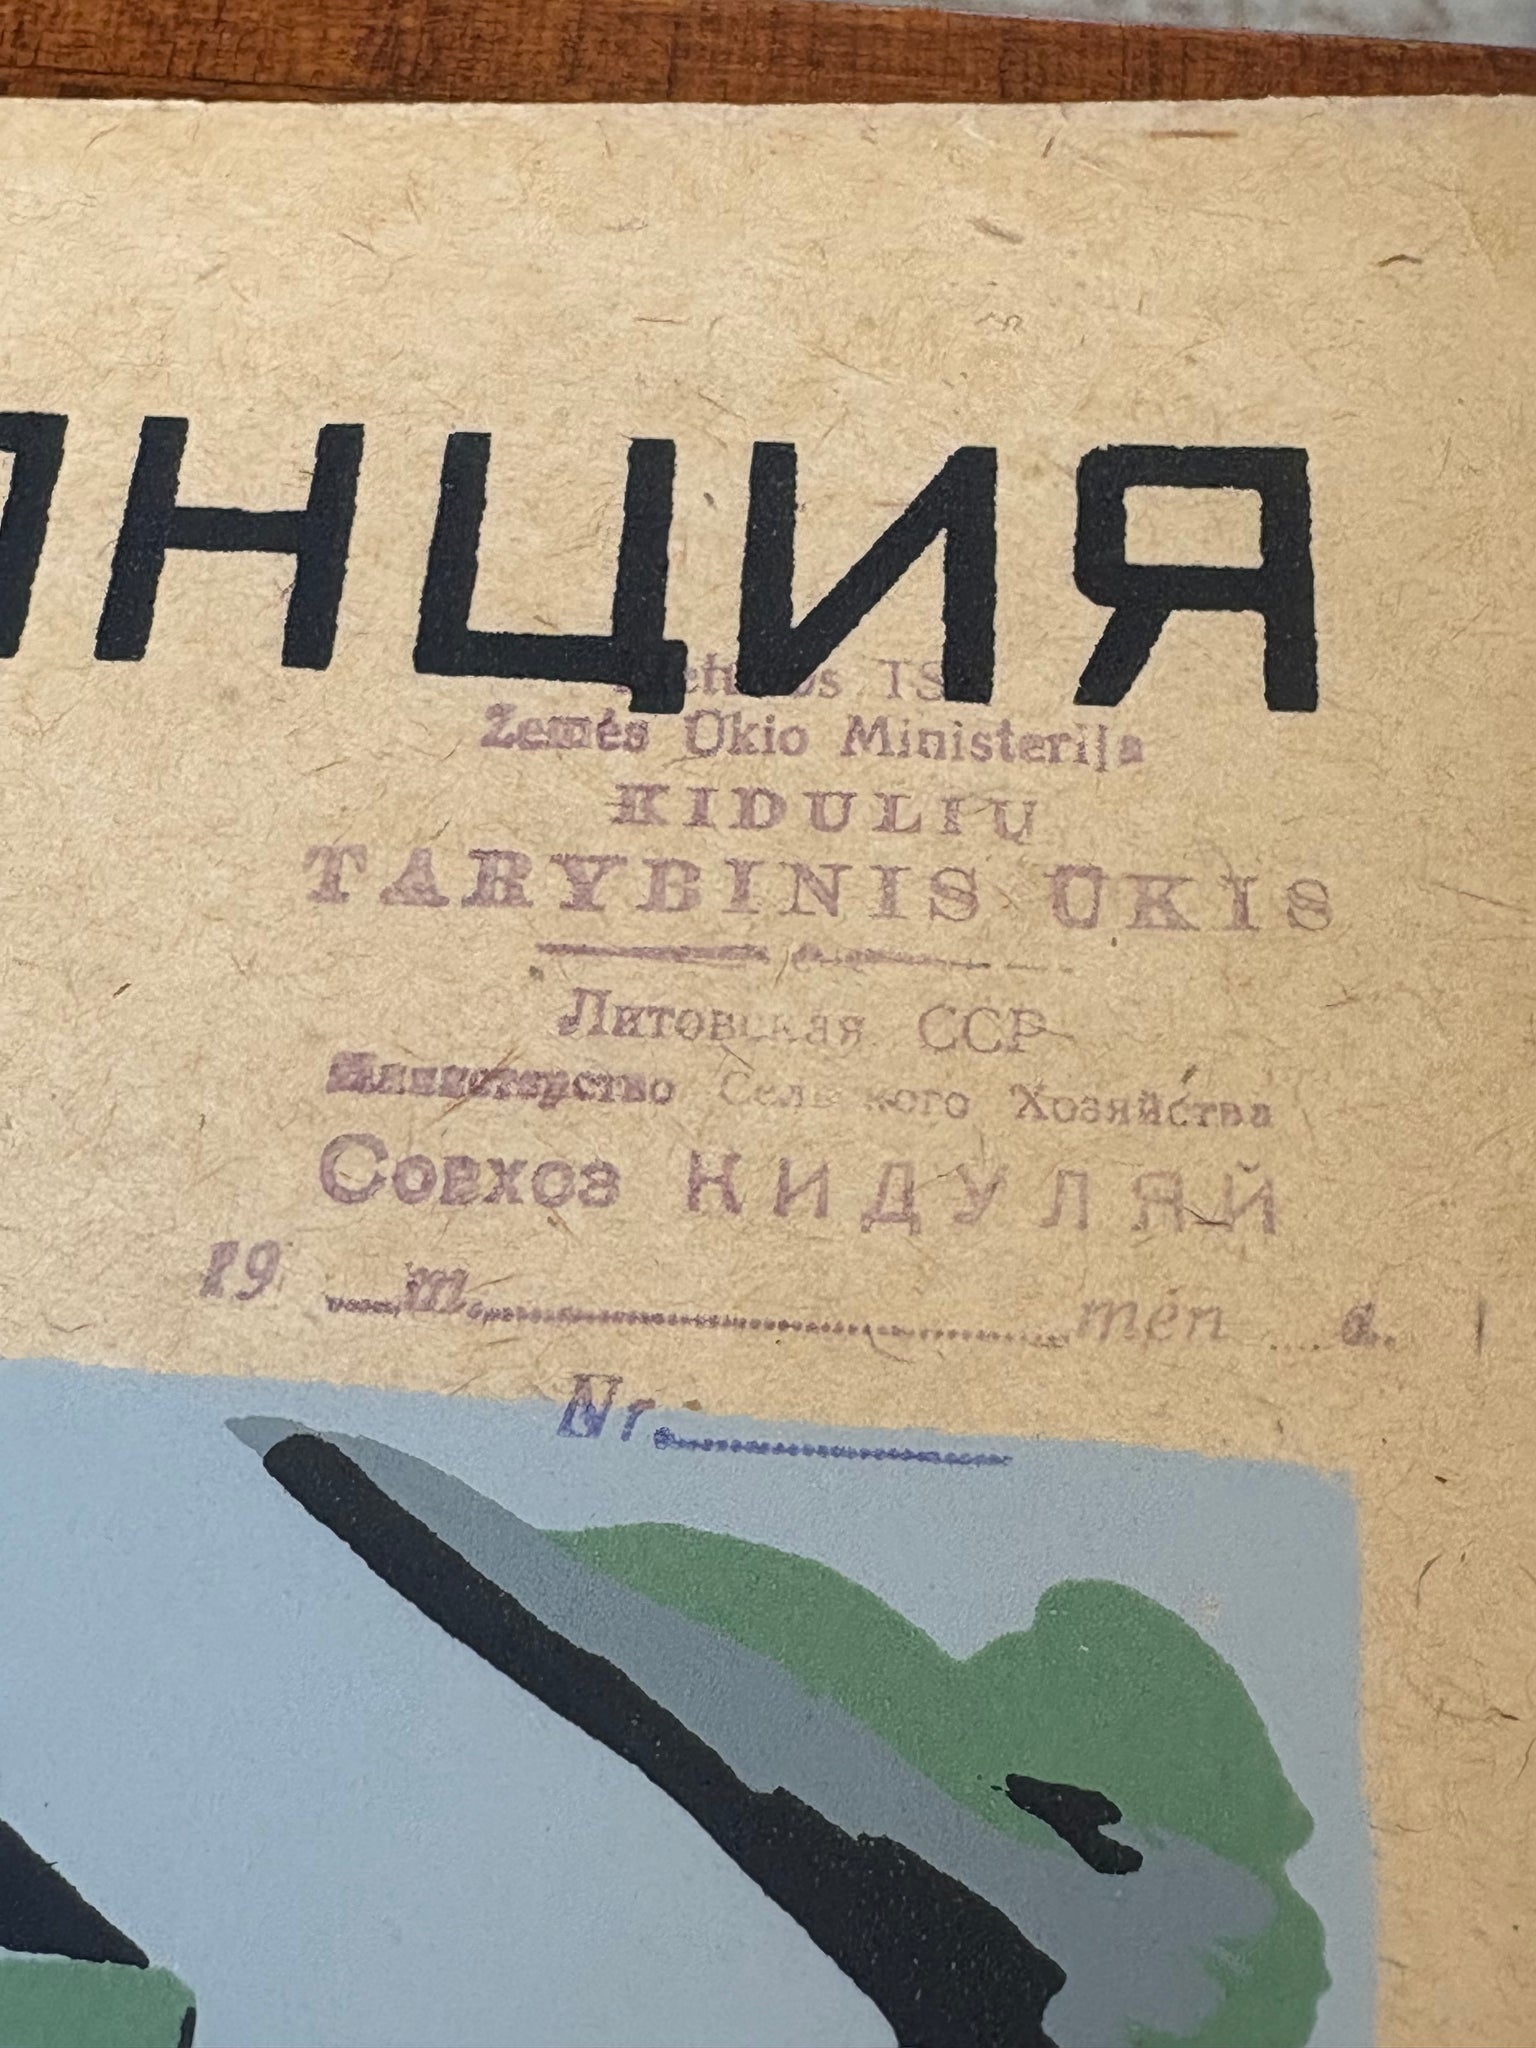 НЦИЯ
Žemės Ūkio Ministerija
KIDULIŲ
TARYBINIS ŪKIS
Литовская ССР
Министерство Сельского Хозяйства
Совхоз КИДУЛЯЙ
19 ......m. ........................ mėn .... d.
Nr. ........................